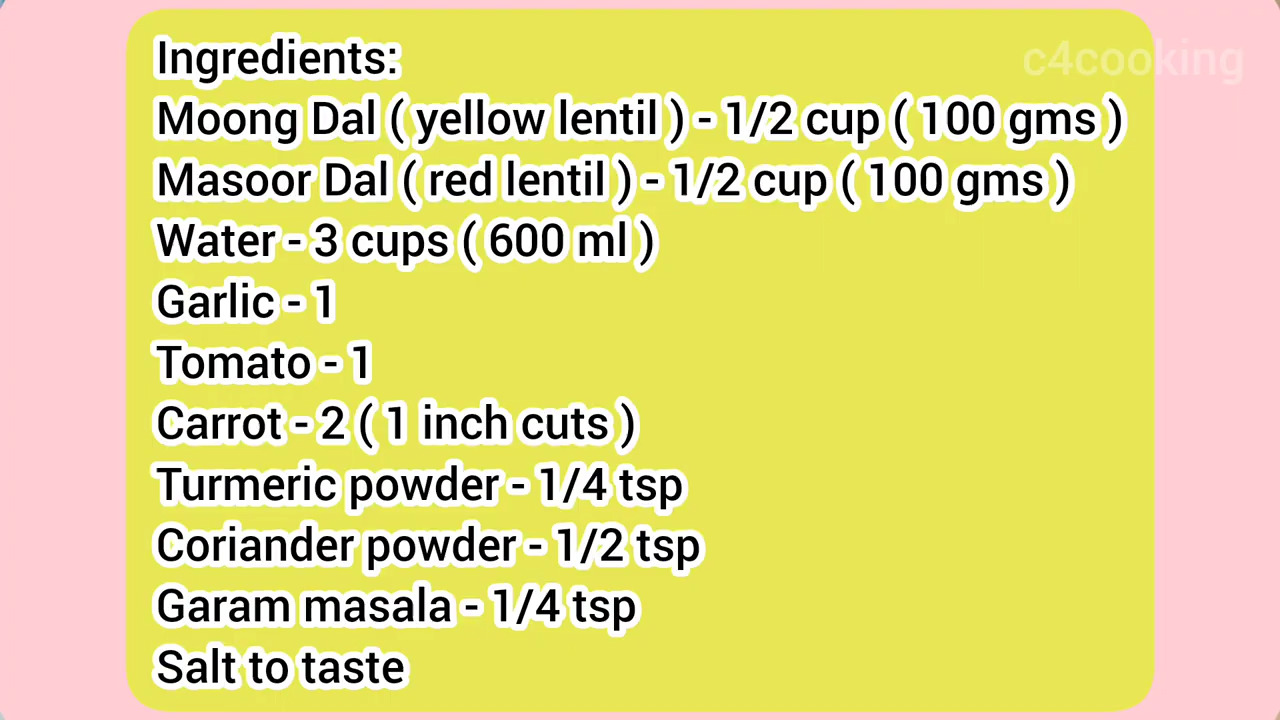 Ingredients:
c4cooking
Moong Dal ( yellow lentil ) - 1/2 cup ( 100 gms )
Masoor Dal ( red lentil ) - 1/2 cup ( 100 gms )
Water - 3 cups ( 600 ml )
Garlic - 1
Tomato - 1
Carrot - 2 ( 1 inch cuts )
Turmeric powder - 1/4 tsp
Coriander powder - 1/2 tsp
Garam masala - 1/4 tsp
Salt to taste